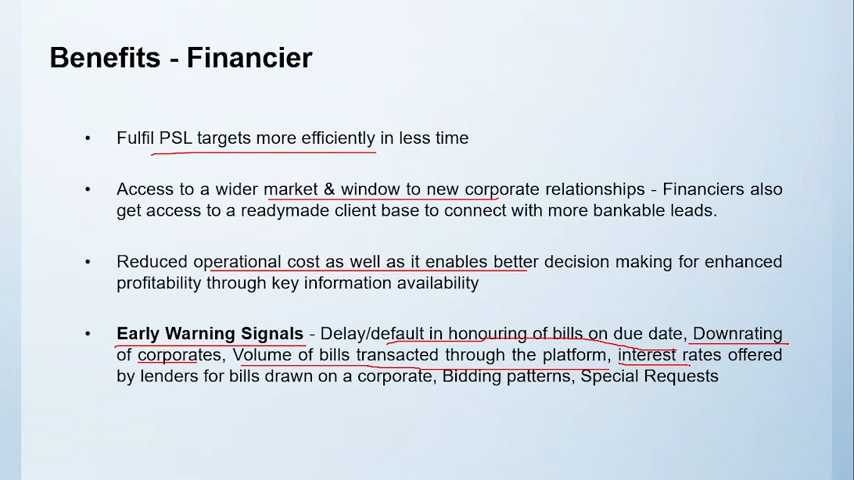 Benefits - Financier
• Fulfil PSL targets more efficiently in less time
• Access to a wider market & window to new corporate relationships - Financiers also
get access to a readymade client base to connect with more bankable leads.
• Reduced operational cost as well as it enables better decision making for enhanced
profitability through key information availability
• Early Warning Signals - Delay/default in honouring of bills on due date, Downrating
of corporates, Volume of bills transacted through the platform, interest rates offered
by lenders for bills drawn on a corporate, Bidding patterns, Special Requests